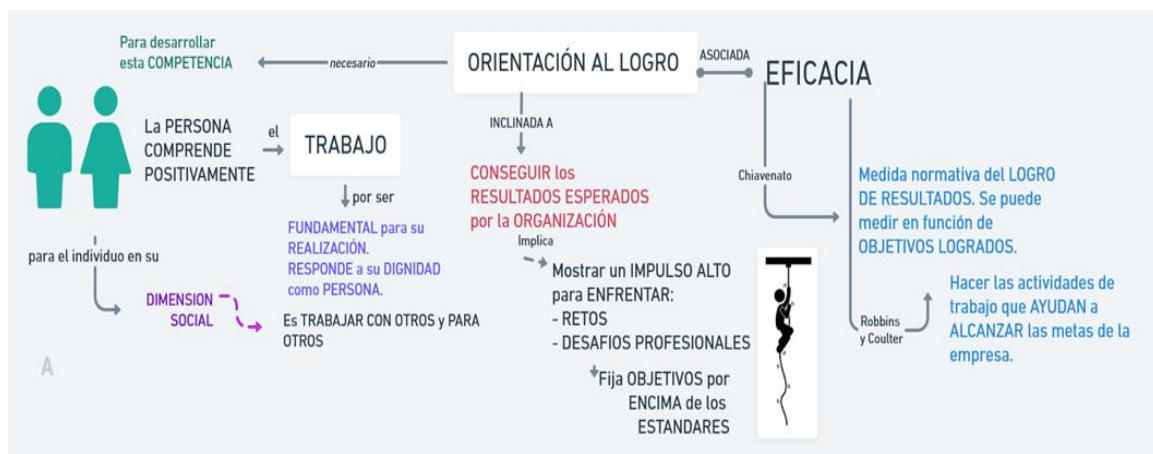 Para desarrollar
esta COMPETENCIA
necesario
ORIENTACIÓN AL LOGRO
ASOCIADA
EFICACIA
La PERSONA
COMPRENDE
POSITIVAMENTE
el
TRABAJO
por ser
FUNDAMENTAL para su
REALIZACIÓN.
RESPONDE a su DIGNIDAD
como PERSONA.
para el individuo en su
DIMENSION
SOCIAL
Es TRABAJAR CON OTROS y PARA
OTROS
INCLINADA A
CONSEGUIR los
RESULTADOS ESPERADOS
por la ORGANIZACIÓN
Implica
Mostrar un IMPULSO ALTO
para ENFRENTAR:
- RETOS
- DESAFIOS PROFESIONALES
Fija OBJETIVOS por
ENCIMA de los
ESTANDARES
Chiavenato
Medida normativa del LOGRO
DE RESULTADOS. Se puede
medir en función de
OBJETIVOS LOGRADOS.
Robbins
y Coulter
Hacer las actividades de
trabajo que AYUDAN a
ALCANZAR las metas de la
empresa.
A